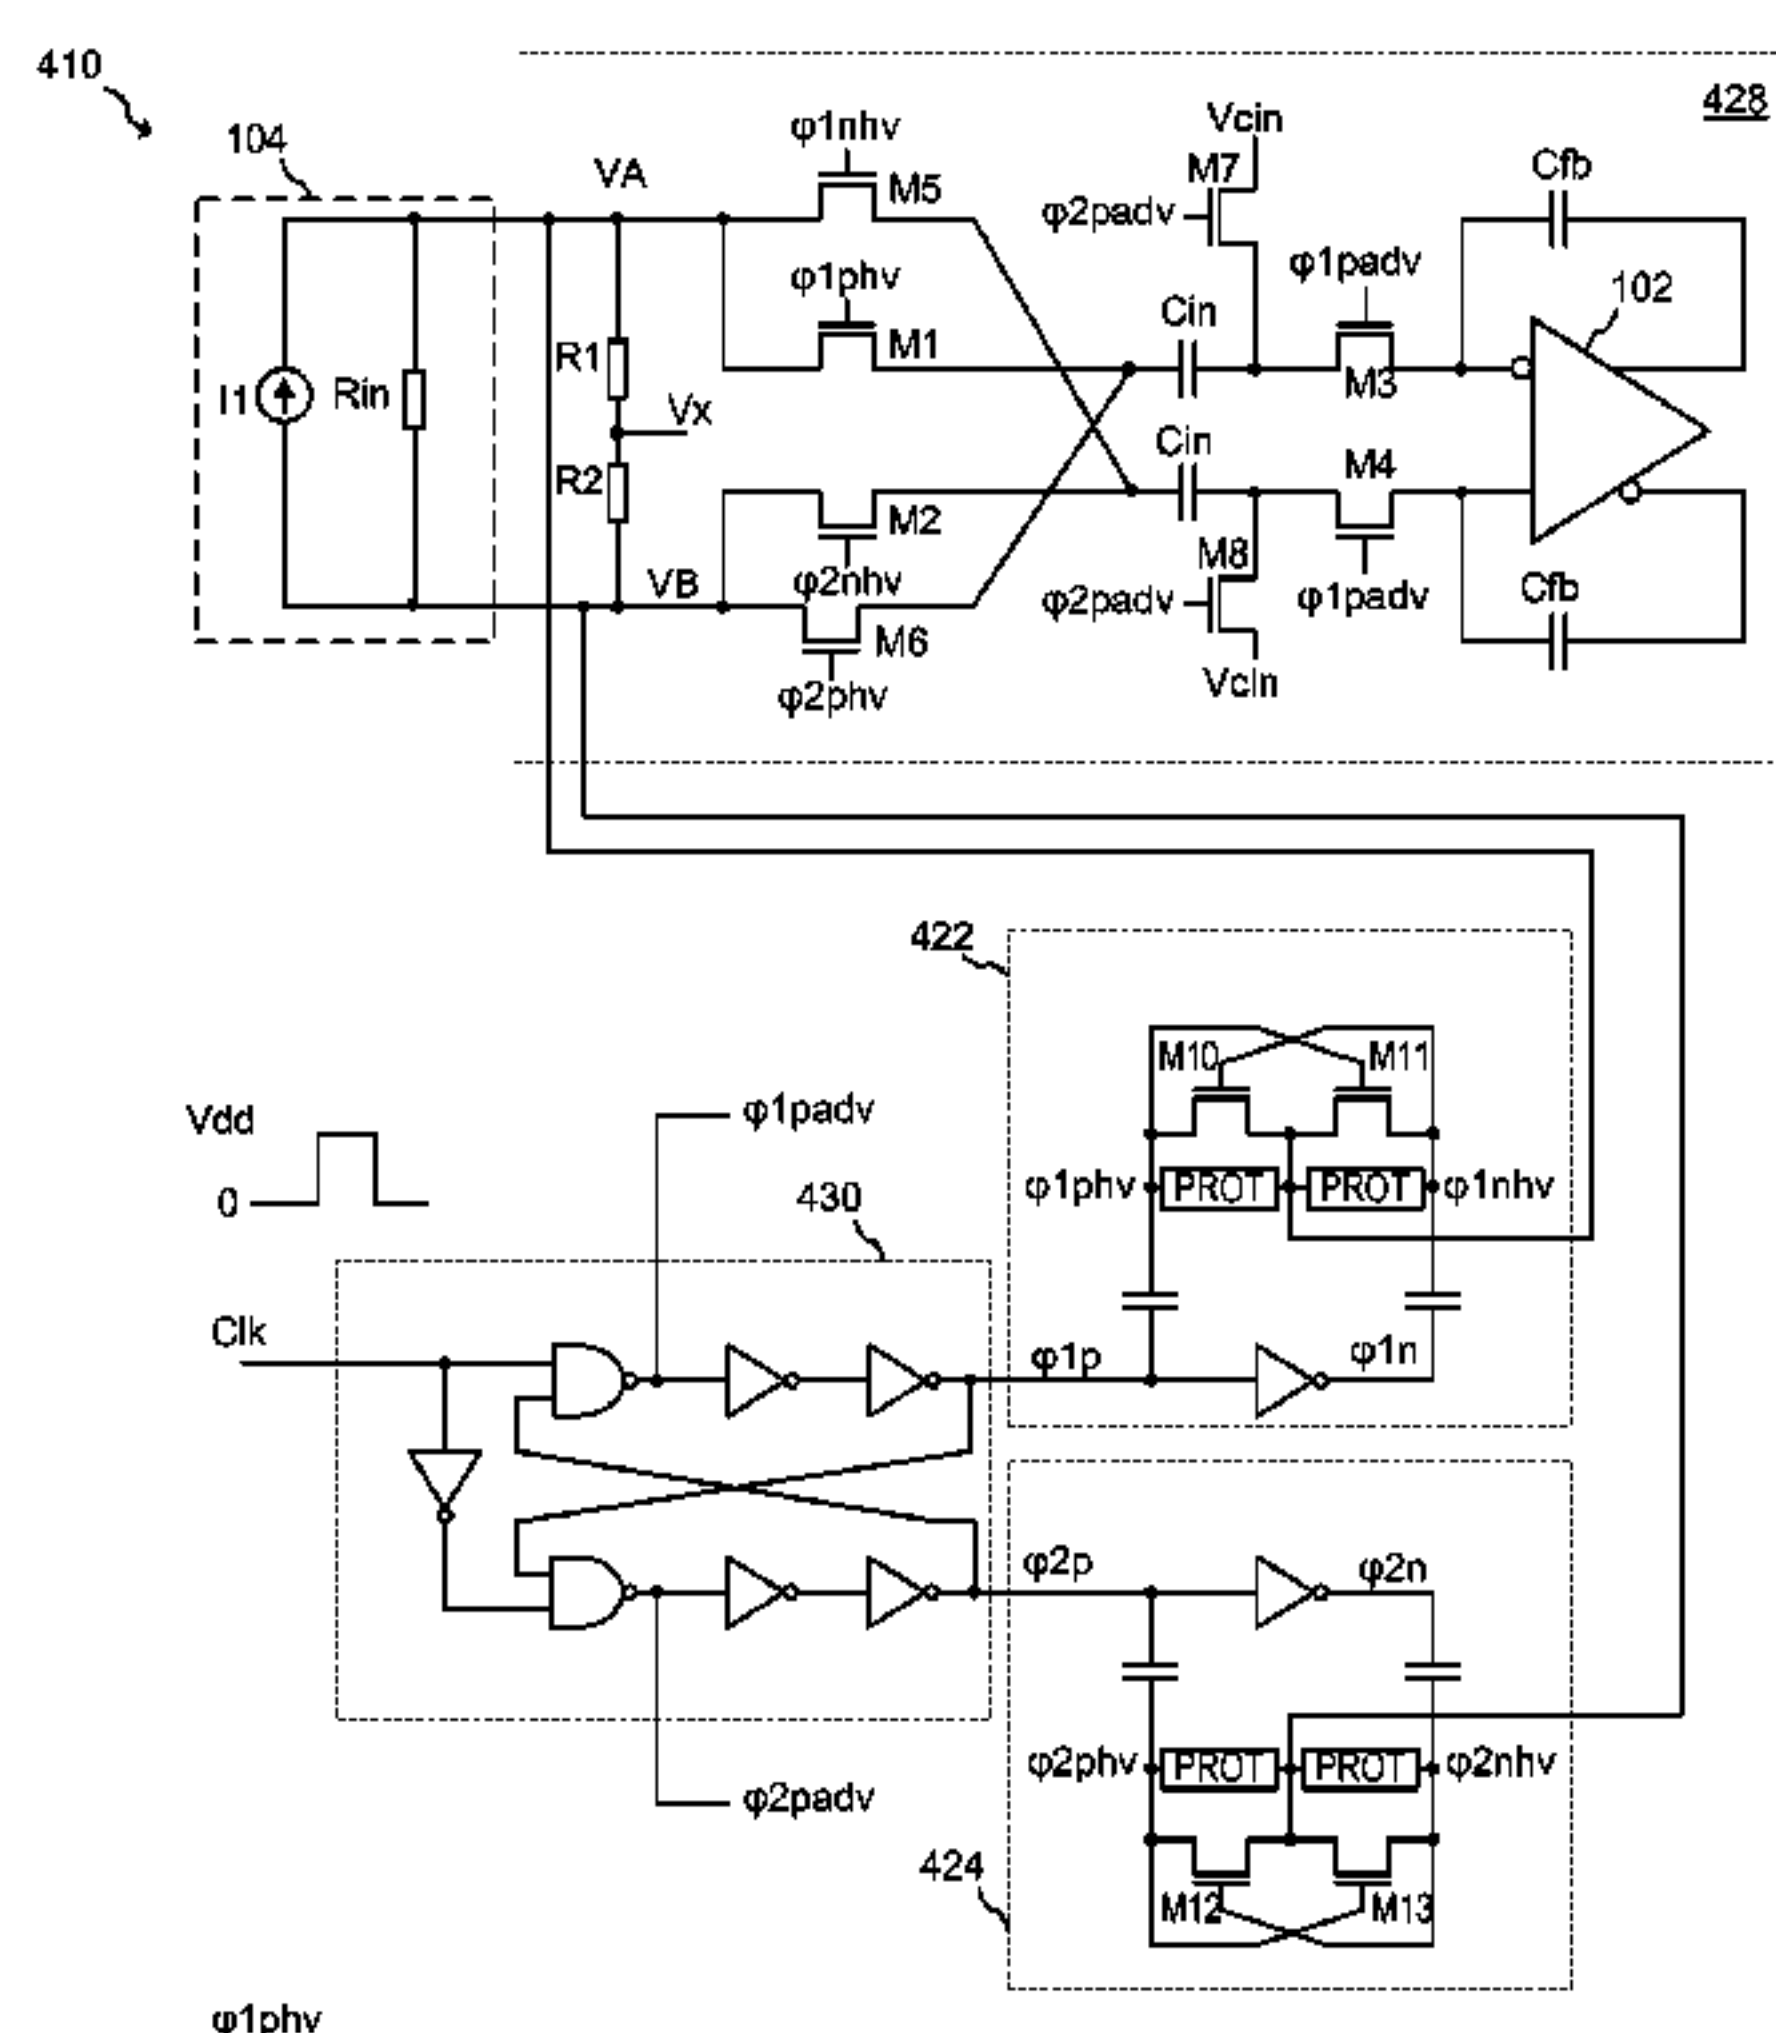 410
428
104
φ1nhv
Vcin
VA
M5
M7
φ2padv
Cfb
φ1phv
φ1padv
102
Cin
M1
R1
M3
I1
Rin
Vx
Cin
R2
M4
M2
M8
VB
φ2nhv
φ2padv
φ1padv
Cfb
M6
Vcin
φ2phv
422
M10
M11
Vdd
φ1padv
0
430
φ1phv
PROT
PROT
φ1nhv
Clk
φ1p
φ1n
φ2p
φ2n
φ2phv
PROT
PROT
φ2nhv
φ2padv
424
M12
M13
φ1phv